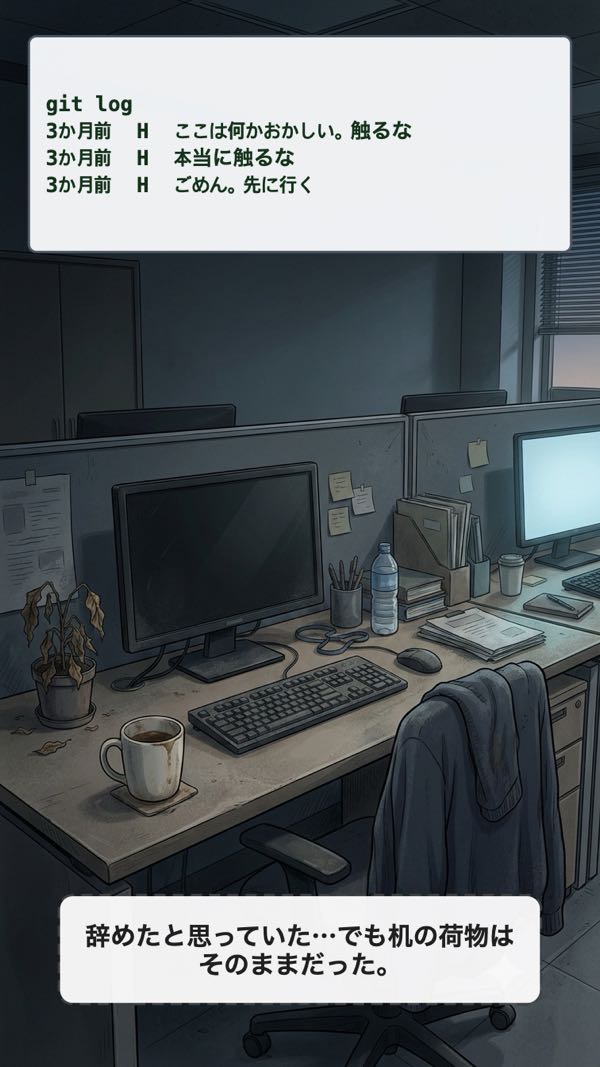 git log
3か月前 H ここは何かおかしい。触るな
3か月前 H 本当に触るな
3か月前 H ごめん。先に行く
辞めたと思っていた…でも机の荷物は
そのままだった。